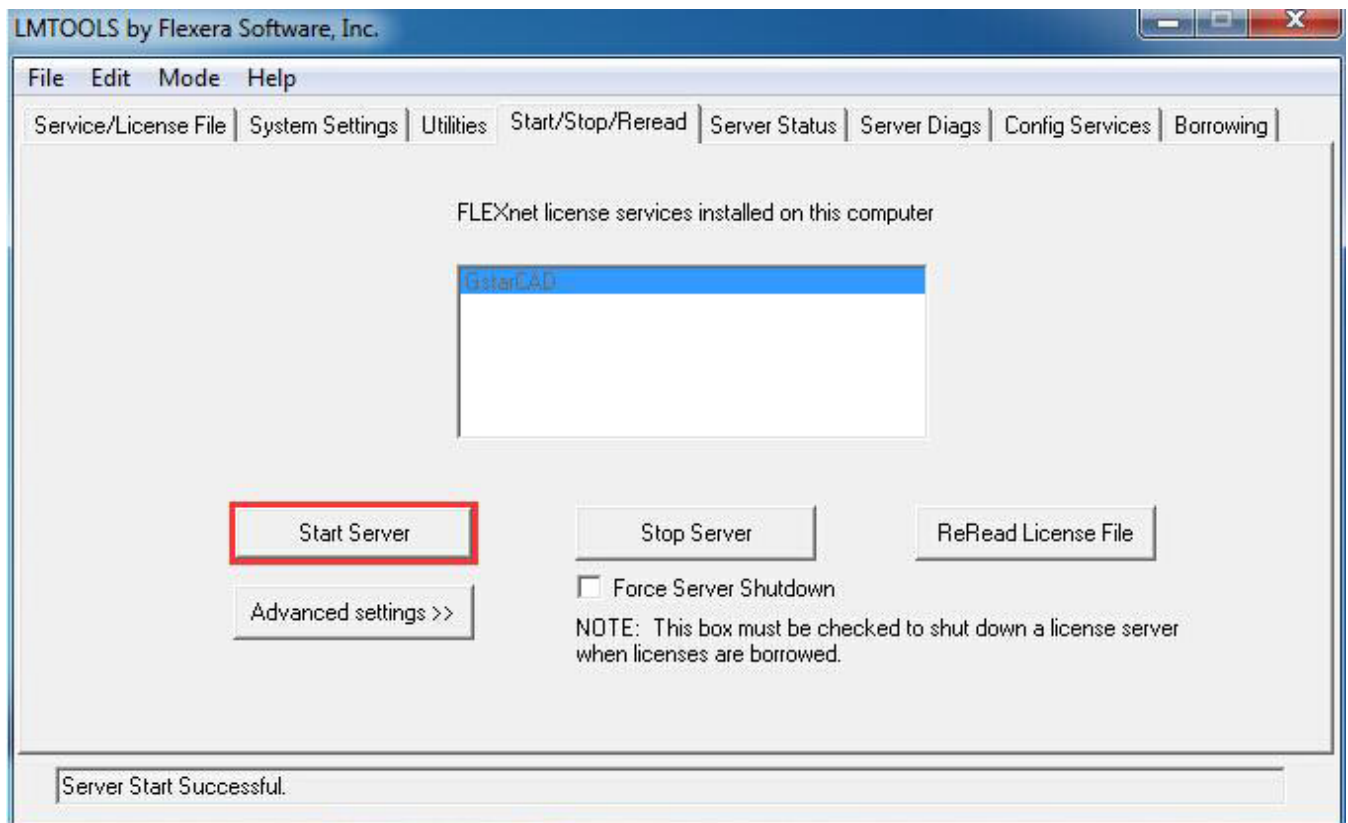 LMTOOLS by Flexera Software, Inc.
File Edit Mode Help
Service/License File System Settings Utilities Start/Stop/Reread Server Status Server Diags Config Services Borrowing
FLEXnet license services installed on this computer
GstarCAD
Start Server Stop Server ReRead License File
Advanced settings >> Force Server Shutdown
NOTE: This box must be checked to shut down a license server
when licenses are borrowed.
Server Start Successful.